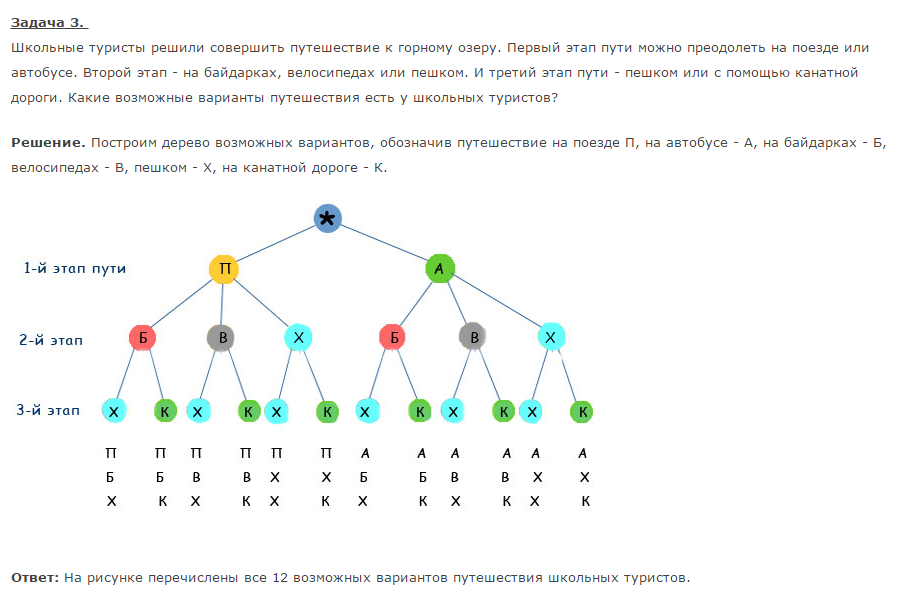 Задача 3.
Школьные туристы решили совершить путешествие к горному озеру. Первый этап пути можно преодолеть на поезде или
автобусе. Второй этап - на байдарках, велосипедах или пешком. И третий этап пути - пешком или с помощью канатной
дороги. Какие возможные варианты путешествия есть у школьных туристов?
Решение. Построим дерево возможных вариантов, обозначив путешествие на поезде П, на автобусе - А, на байдарках - Б,
велосипедах - В, пешком - Х, на канатной дороге - К.
*
1-й этап пути П А
2-й этап Б В Х Б В Х
3-й этап Х К Х К Х К Х К Х К Х К
П П П П П П А А А А А А
Б Б В В Х Х Б Б В В Х Х
Х К Х К Х К Х К Х К Х К
Ответ: На рисунке перечислены все 12 возможных вариантов путешествия школьных туристов.